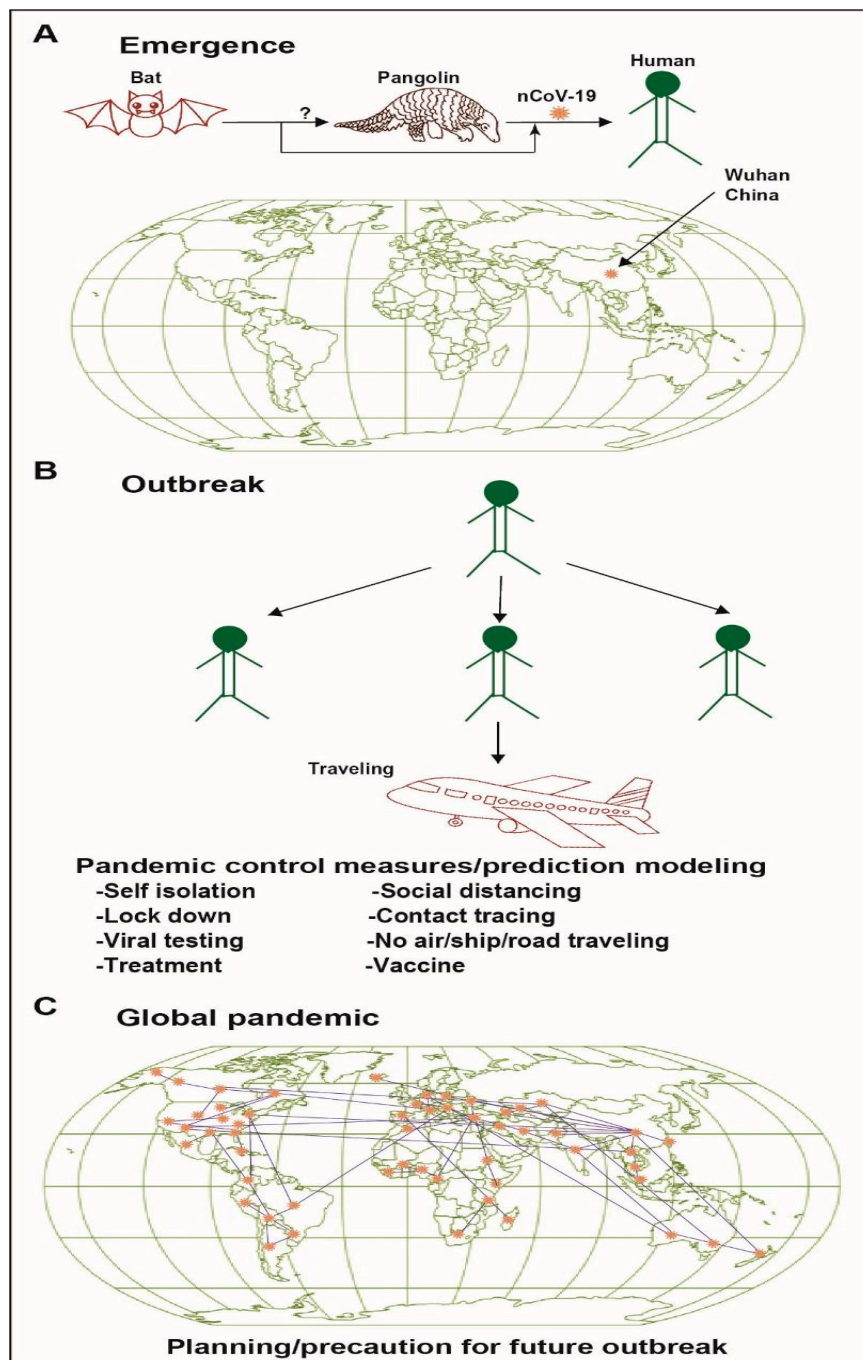 A
Emergence
Bat
Pangolin
Human
?
nCoV-19
Wuhan
China
B
Outbreak
Traveling
Pandemic control measures/prediction modeling
-Self isolation -Social distancing
-Lock down -Contact tracing
-Viral testing -No air/ship/road traveling
-Treatment -Vaccine
C
Global pandemic
Planning/precaution for future outbreak